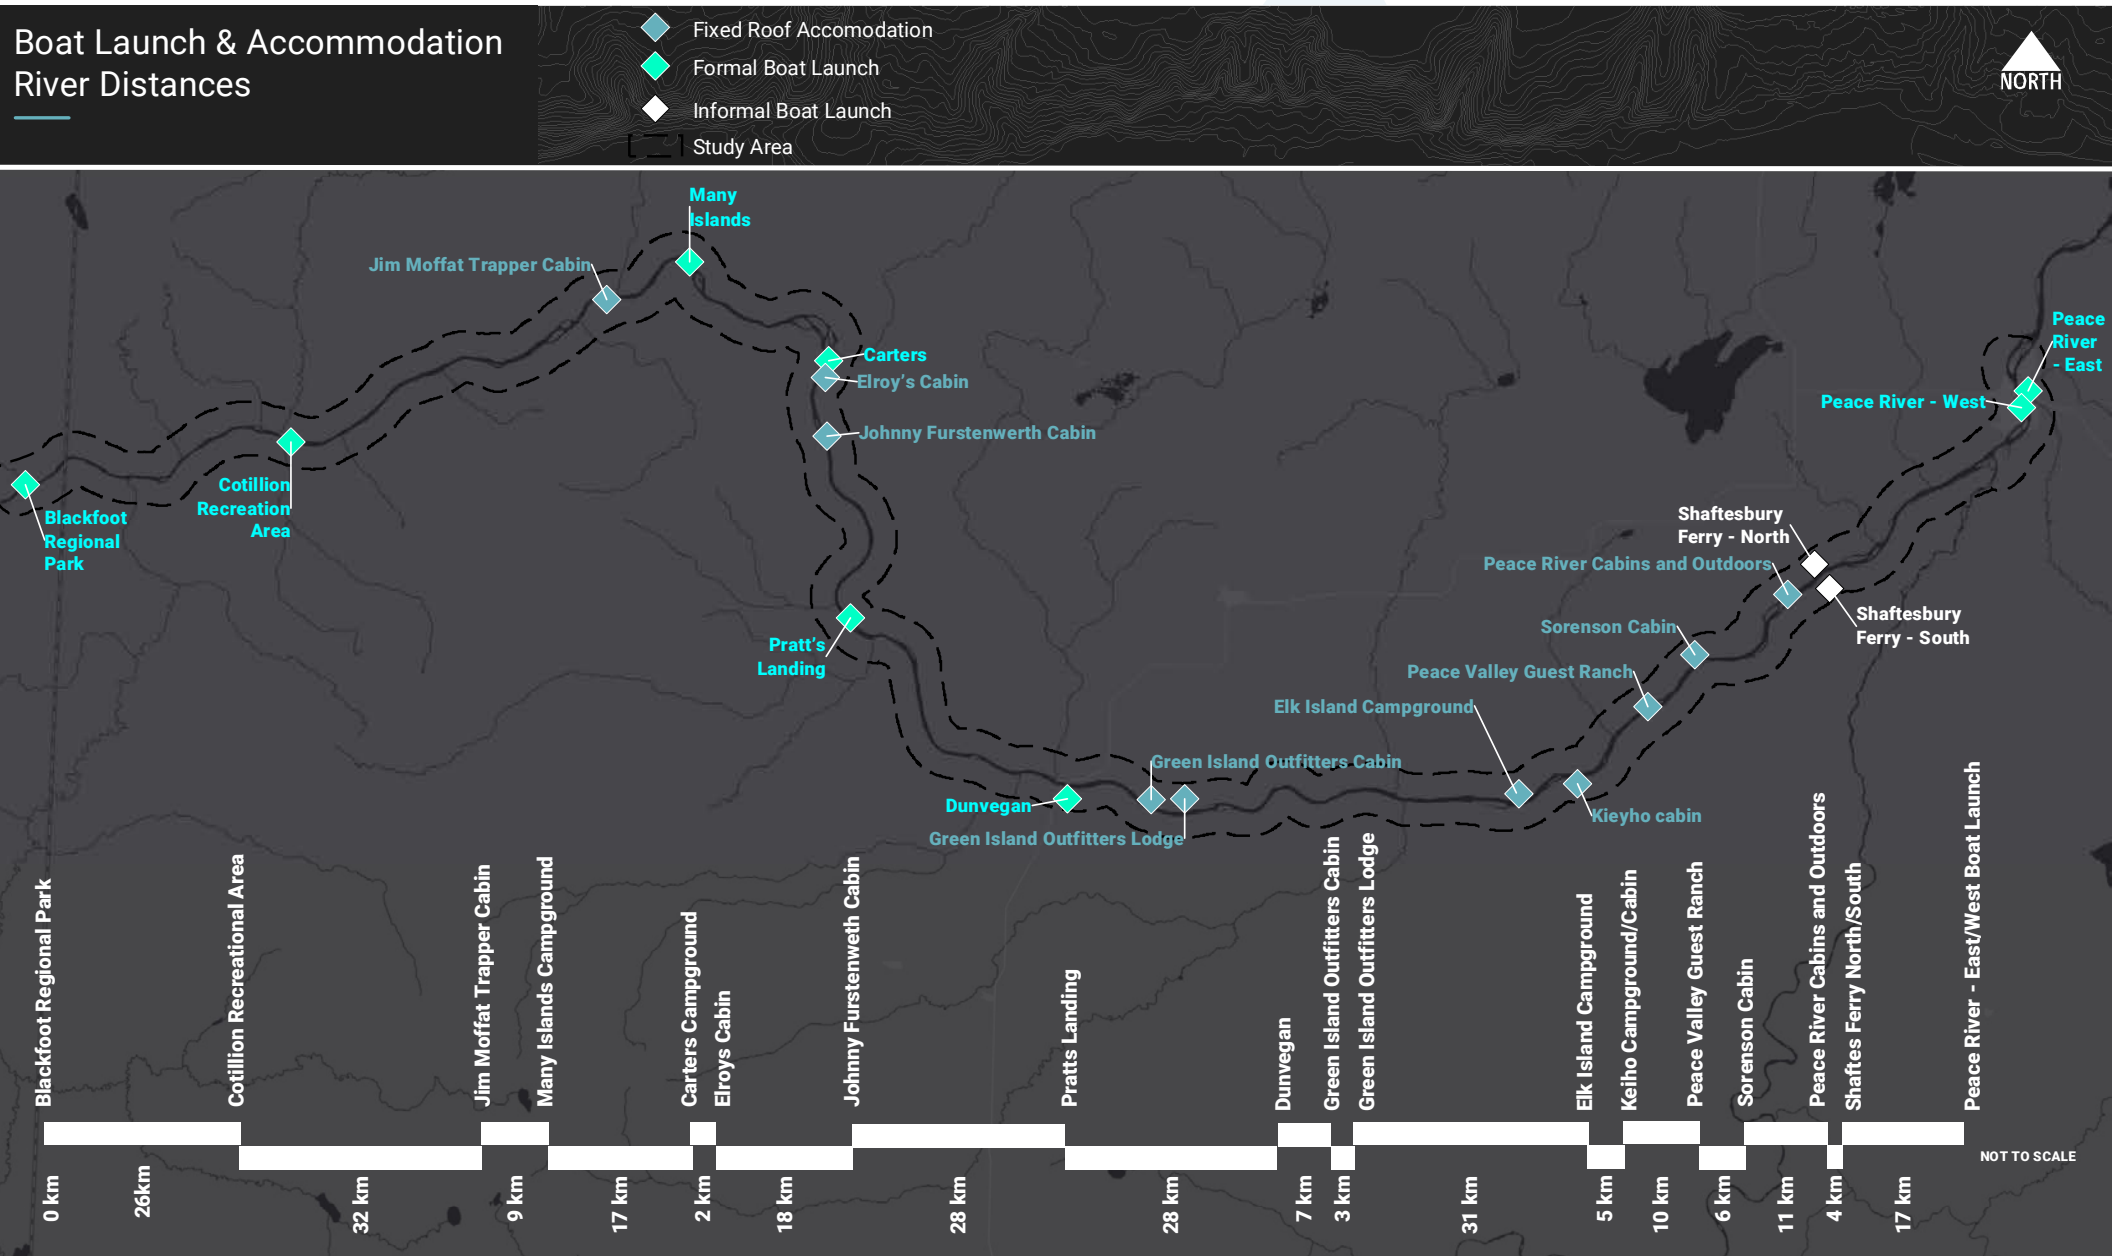 Boat Launch & Accommodation
River Distances
Fixed Roof Accomodation
Formal Boat Launch
Informal Boat Launch
Study Area
NORTH
Many
Islands
Jim Moffat Trapper Cabin
Carters
Elroy's Cabin
Johnny Furstenwerth Cabin
Cotillion
Recreation
Area
Blackfoot
Regional
Park
Pratt's
Landing
Dunvegan
Green Island Outfitters Cabin
Green Island Outfitters Lodge
Elk Island Campground
Kieyho cabin
Peace Valley Guest Ranch
Sorenson Cabin
Peace River Cabins and Outdoors
Shaftesbury
Ferry - North
Shaftesbury
Ferry - South
Peace River - West
Peace
River
- East
Blackfoot Regional Park
Cotillion Recreational Area
Jim Moffat Trapper Cabin
Many Islands Campground
Carters Campground
Elroys Cabin
Johnny Furstenweth Cabin
Pratts Landing
Dunvegan
Green Island Outfitters Cabin
Green Island Outfitters Lodge
Elk Island Campground
Keiho Campground/Cabin
Peace Valley Guest Ranch
Sorenson Cabin
Peace River Cabins and Outdoors
Shaftes Ferry North/South
Peace River - East/West Boat Launch
NOT TO SCALE
0 km
26km
32 km
9 km
17 km
2 km
18 km
28 km
28 km
7 km
3 km
31 km
5 km
10 km
6 km
11 km
4 km
17 km